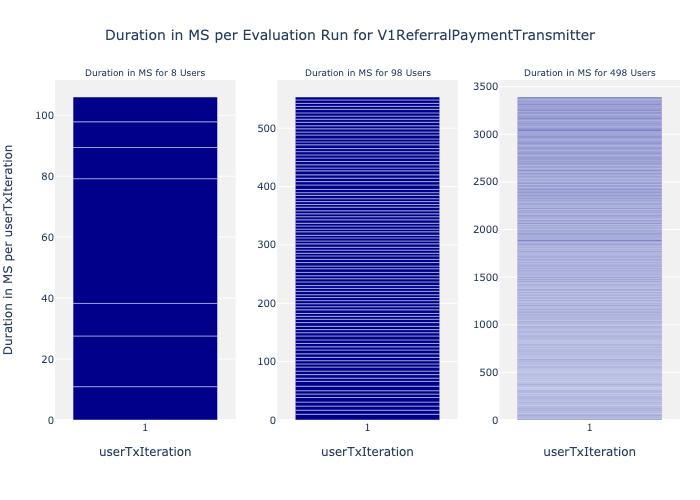 Duration in MS per Evaluation Run for V1ReferralPaymentTransmitter
Duration in MS for 8 Users
Duration in MS for 98 Users
Duration in MS for 498 Users
Duration in MS per userTxIteration
100
80
60
40
20
0
500
400
300
200
100
0
3500
3000
2500
2000
1500
1000
500
0
1
1
1
userTxIteration
userTxIteration
userTxIteration